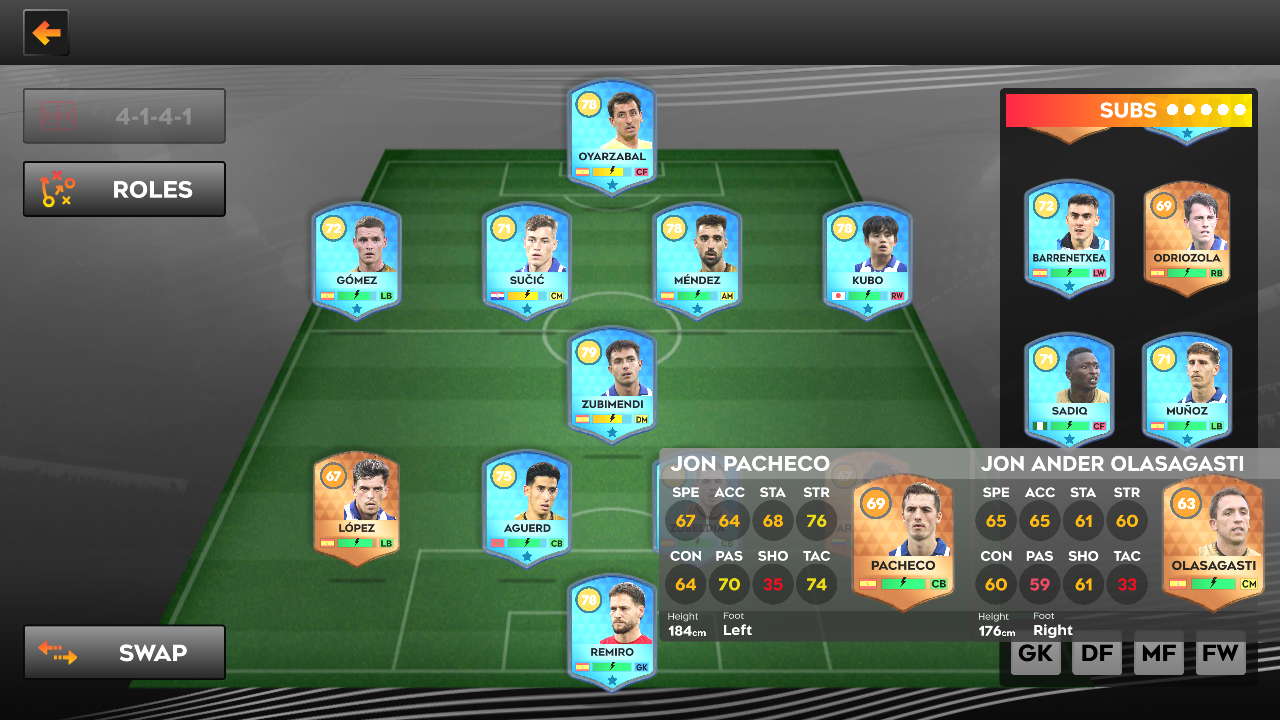 4-1-4-1
ROLES
SWAP
78
OYARZABAL
CF
72
GÓMEZ
LB
71
SUČIĆ
CM
78
MÉNDEZ
AM
78
KUBO
RW
79
ZUBIMENDI
DM
67
LÓPEZ
LB
75
AGUERD
CB
78
REMIRO
GK
SUBS
72
BARRENETXEA
LW
69
ODRIOZOLA
RB
71
SADIQ
CF
71
MUÑOZ
LB
JON PACHECO
SPE ACC STA STR
67 64 68 76
CON PAS SHO TAC
64 70 35 74
Height Foot
184cm Left
69
PACHECO
CB
JON ANDER OLASAGASTI
SPE ACC STA STR
65 65 61 60
CON PAS SHO TAC
60 59 61 33
Height Foot
176cm Right
63
OLASAGASTI
CM
GK DF MF FW